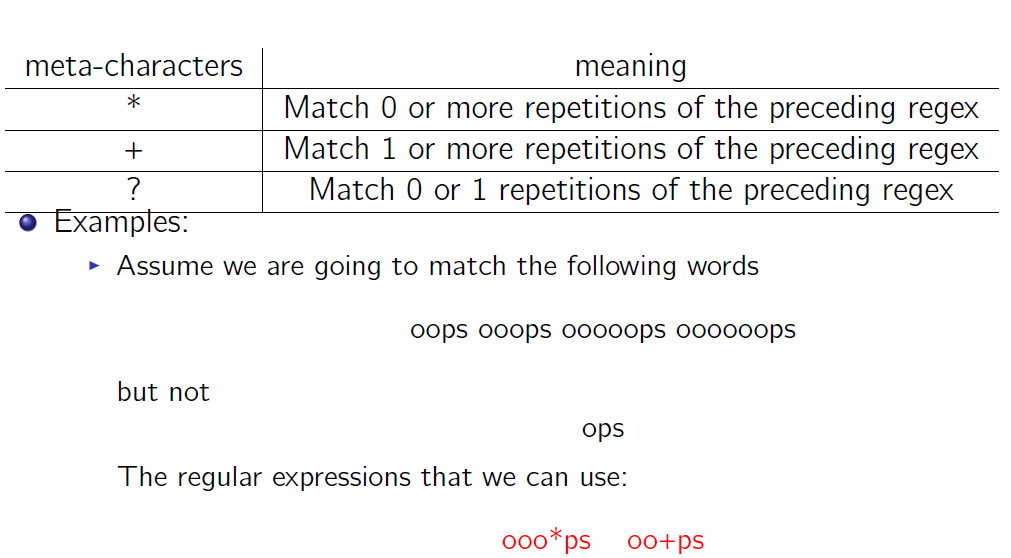 meta-characters meaning
* Match 0 or more repetitions of the preceding regex
+ Match 1 or more repetitions of the preceding regex
? Match 0 or 1 repetitions of the preceding regex
Examples:
Assume we are going to match the following words
oops ooops ooooops oooooops
but not
ops
The regular expressions that we can use:
ooo*ps oo+ps